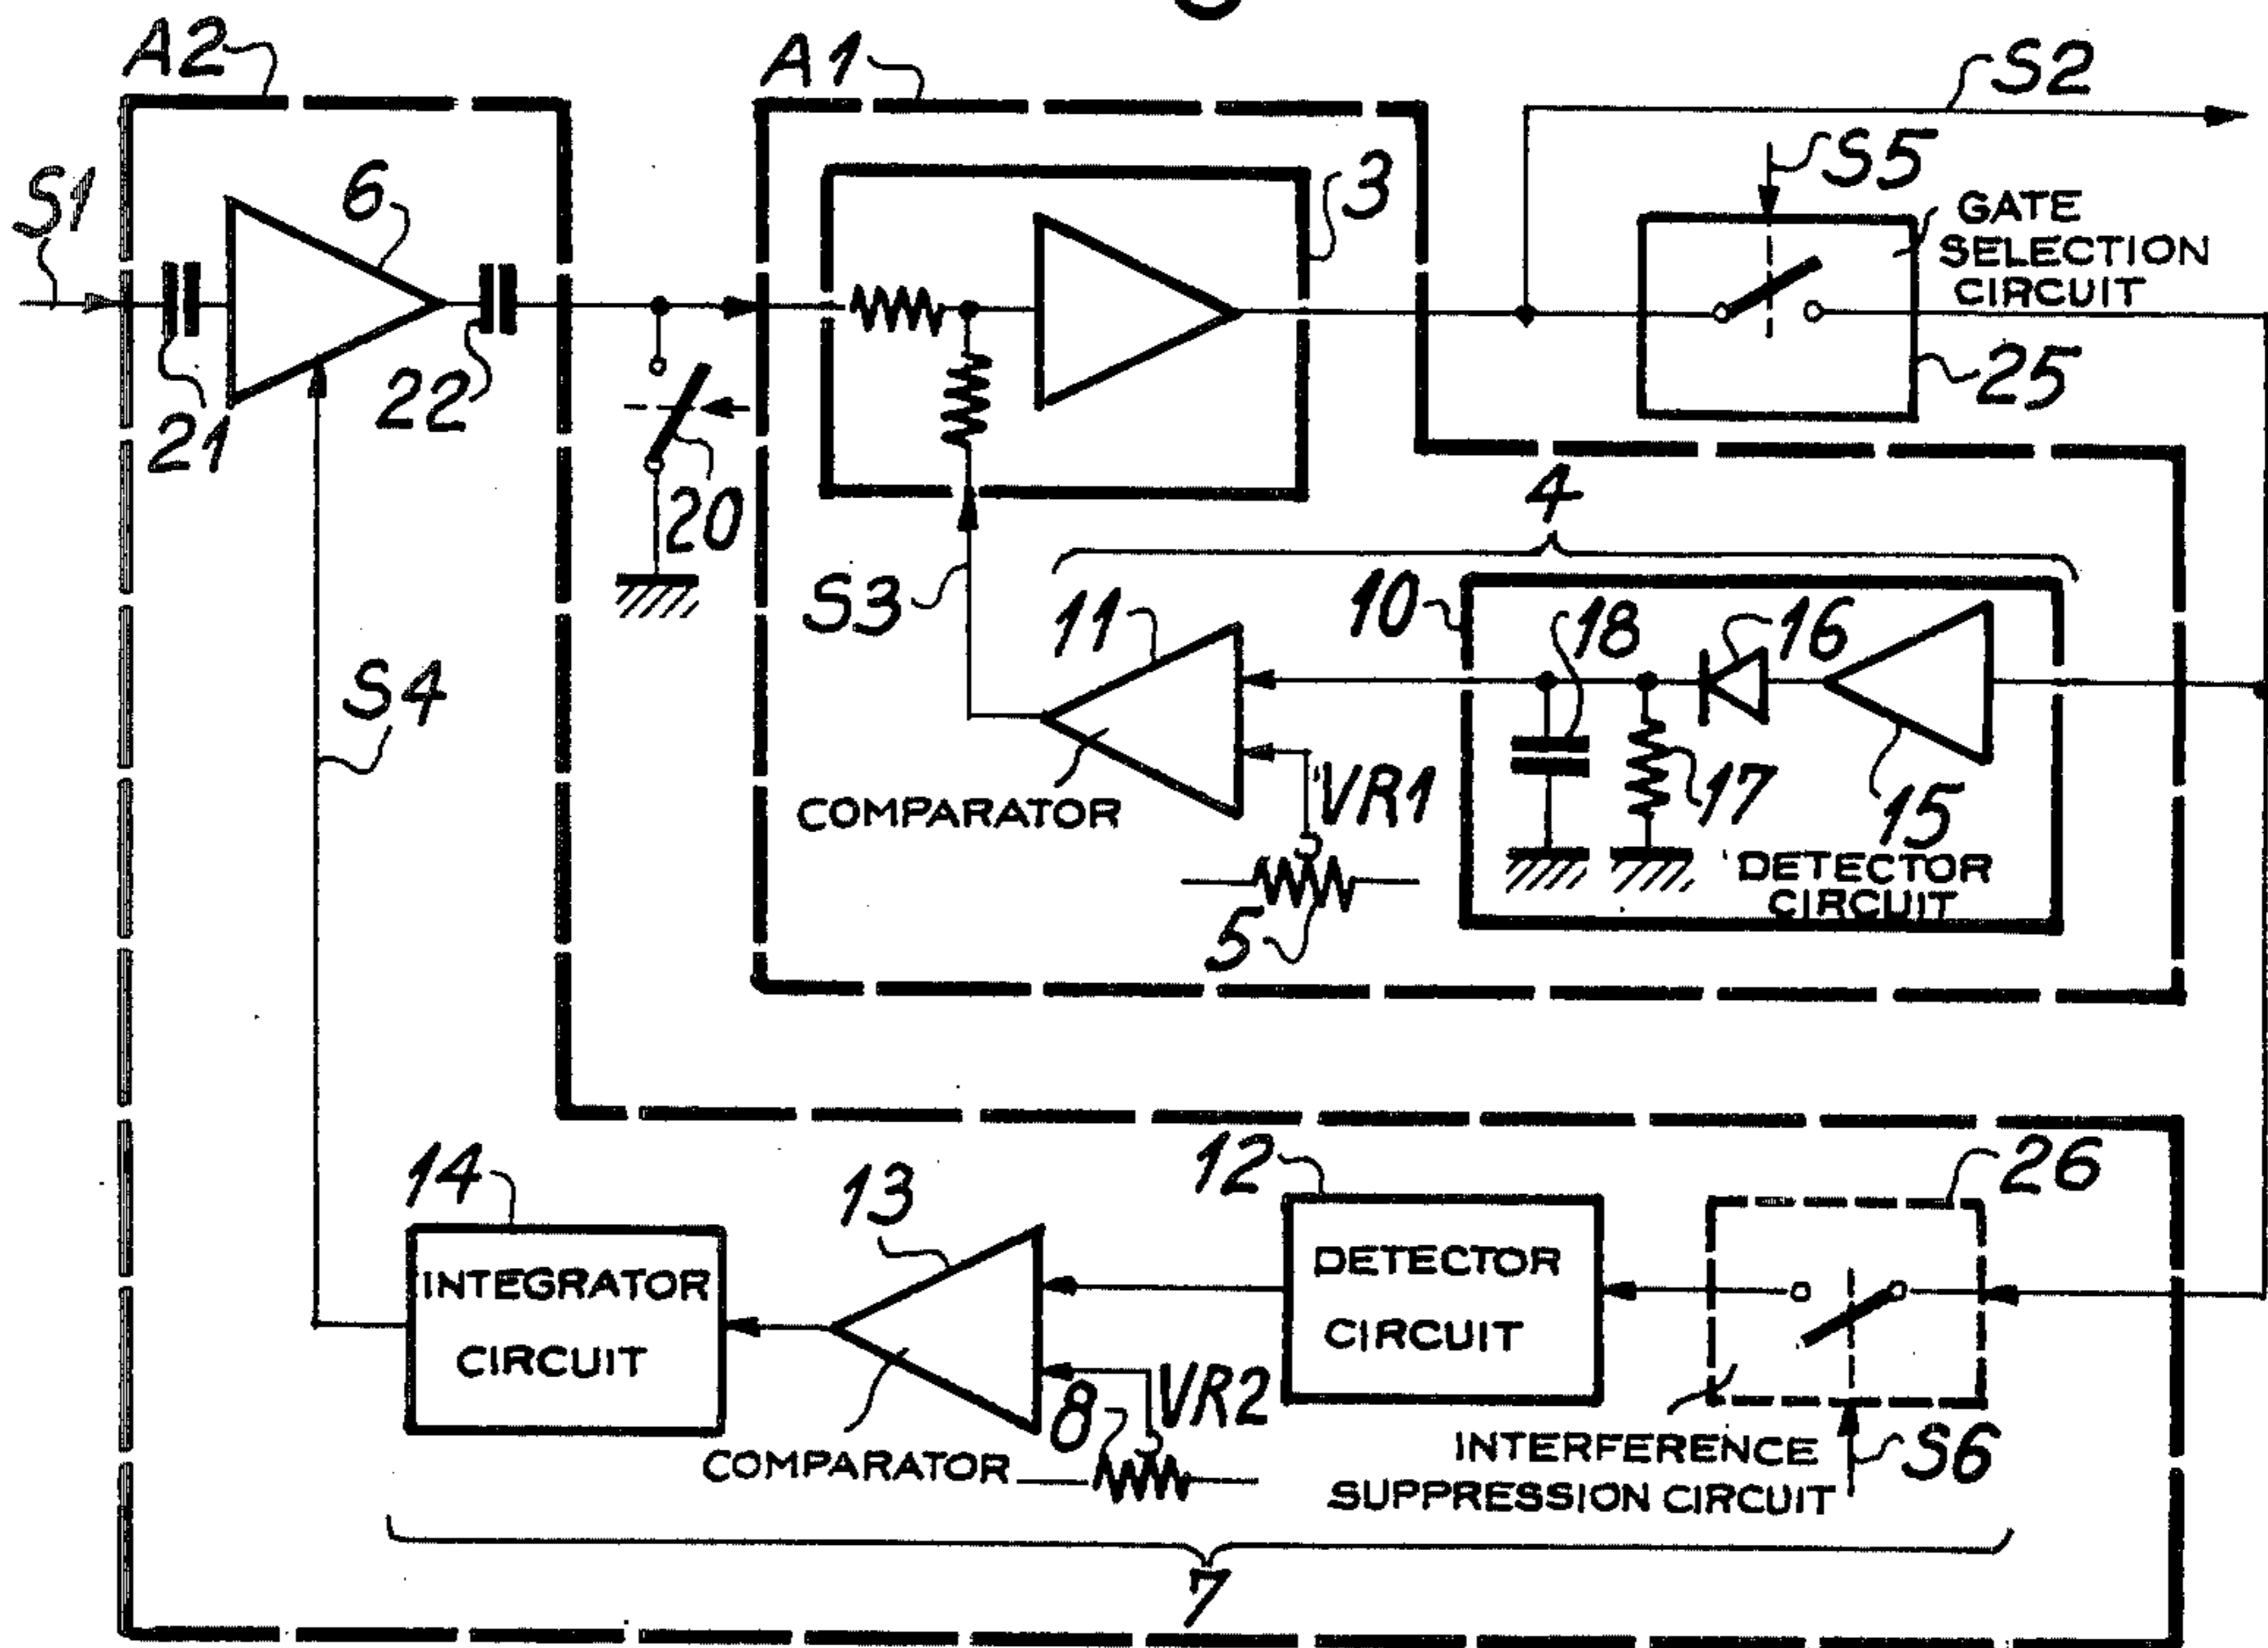 A2
A1
S2
S1
6
3
S5
GATE
SELECTION
CIRCUIT
21
22
20
25
4
S3
11
10
18
16
S4
COMPARATOR
VR1
17
15
5
DETECTOR
CIRCUIT
14
13
12
26
INTEGRATOR
CIRCUIT
DETECTOR
CIRCUIT
8
VR2
COMPARATOR
INTERFERENCE
SUPPRESSION CIRCUIT
S6
7